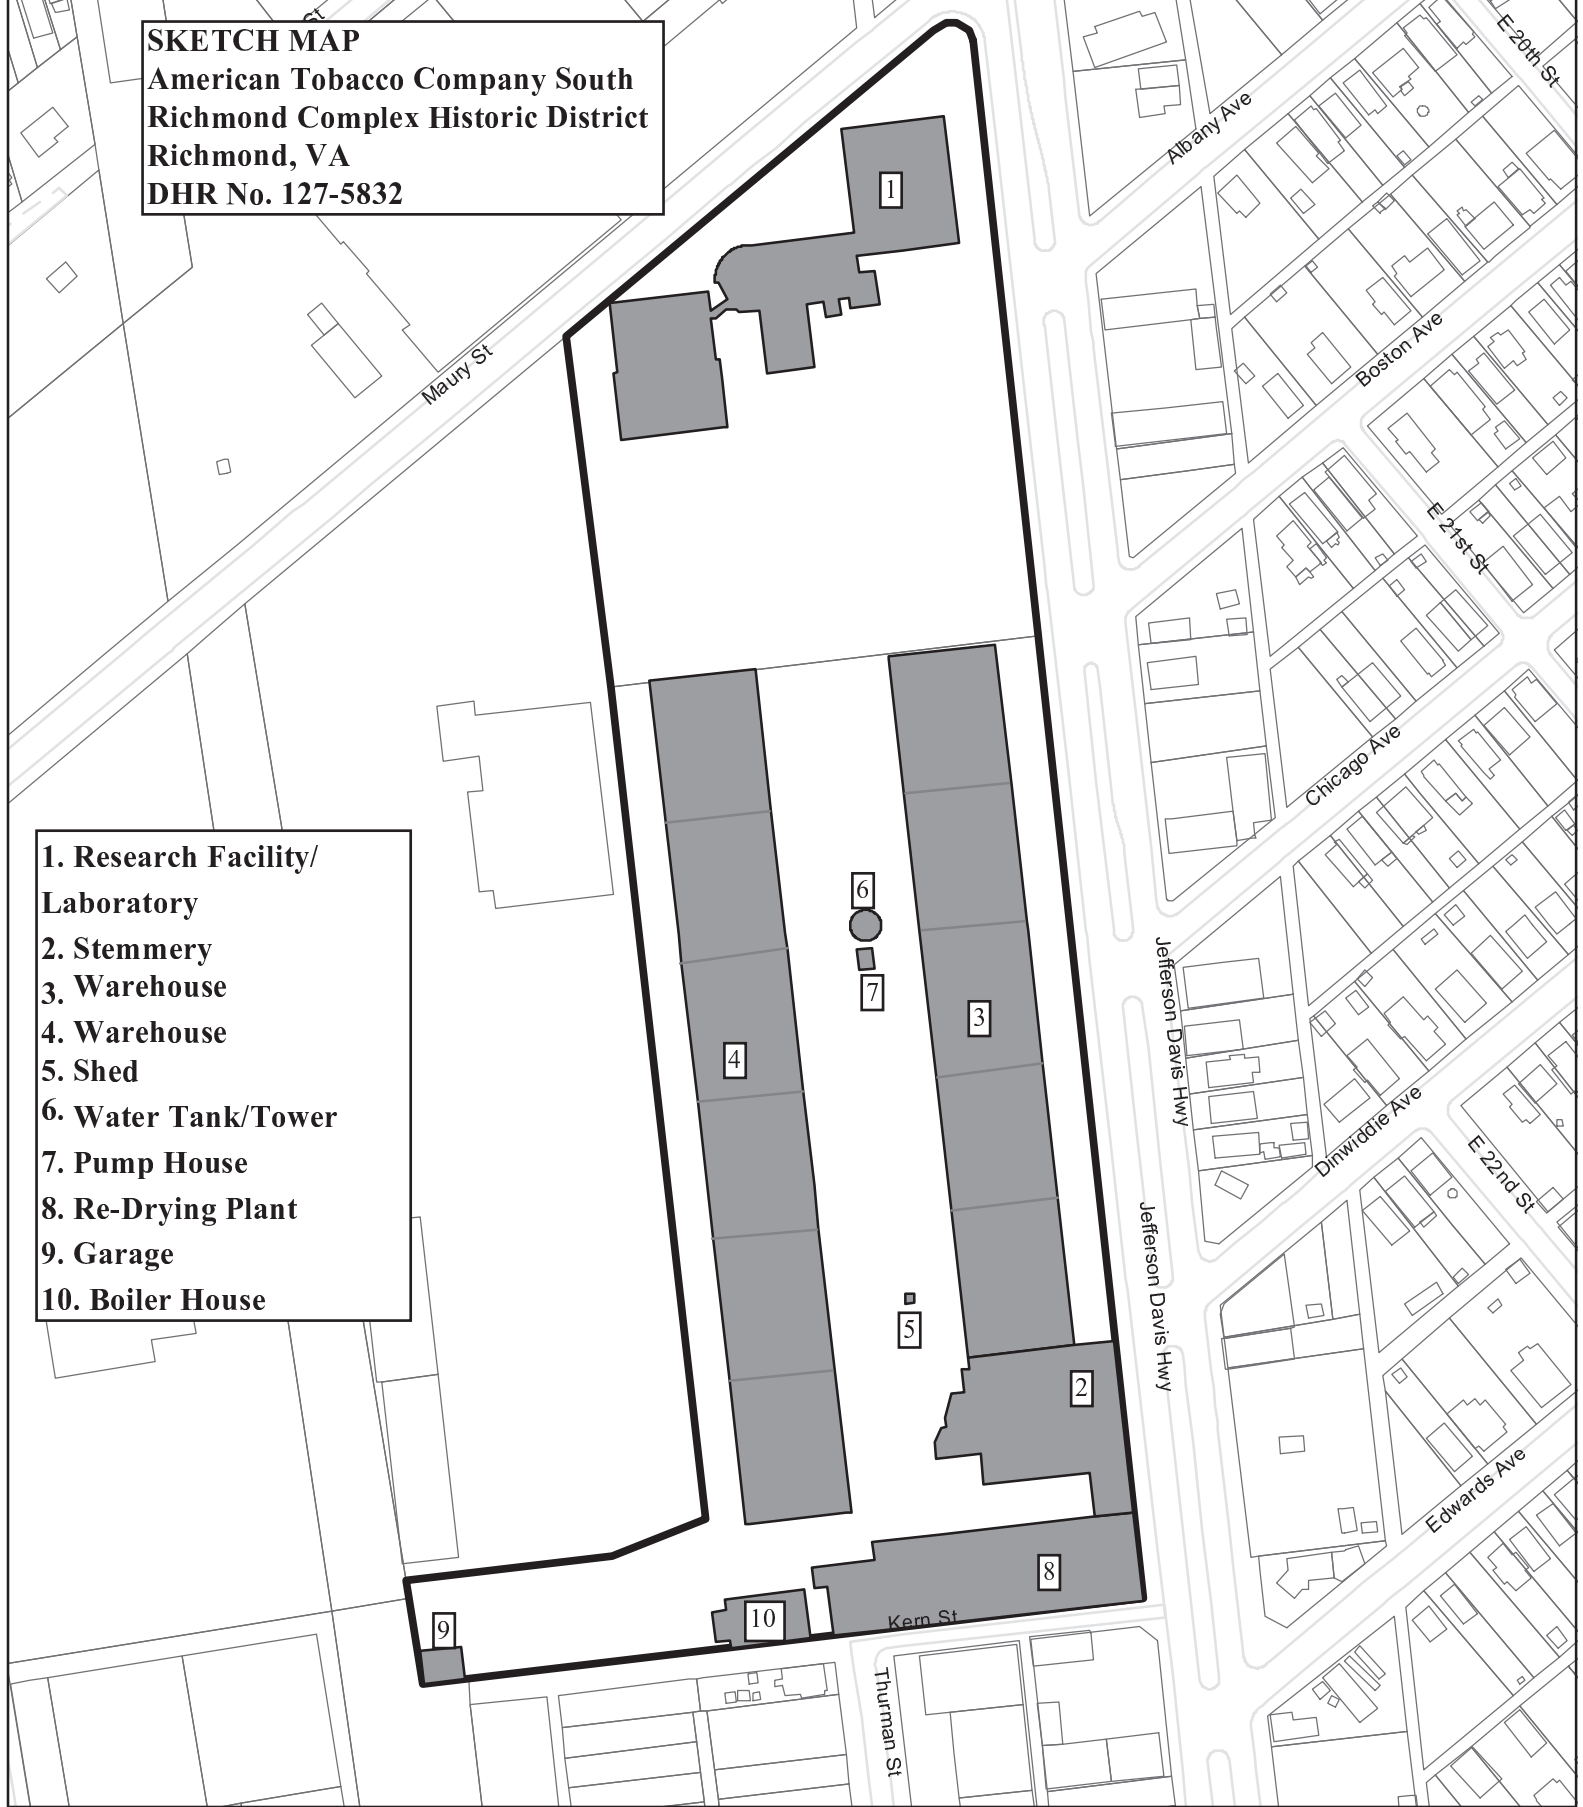 St
SKETCH MAP
American Tobacco Company South
Richmond Complex Historic District
Richmond, VA
DHR No. 127-5832
E 20th St
Albany Ave
1
Maury St
Boston Ave
E 21st St
Chicago Ave
1. Research Facility/
Laboratory
2. Stemmery
3. Warehouse
4. Warehouse
5. Shed
6. Water Tank/Tower
7. Pump House
8. Re-Drying Plant
9. Garage
10. Boiler House
6
7
3
4
Jefferson Davis Hwy
Dinwiddie Ave
E 22nd St
Jefferson Davis Hwy
5
2
Edwards Ave
8
10
9
Kern St
Thurman St